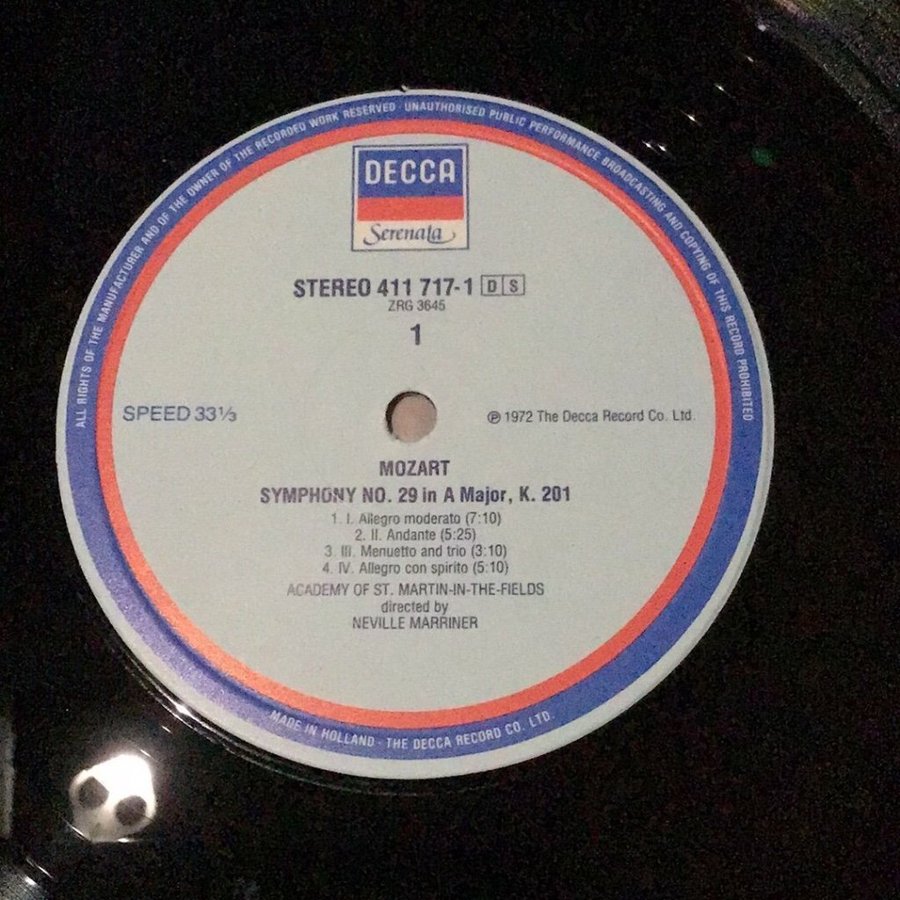 ALL RIGHTS OF THE MANUFACTURER AND OF THE OWNER OF THE RECORDED WORK RESERVED · UNAUTHORISED PUBLIC PERFORMANCE BROADCASTING AND COPYING OF THIS RECORD PROHIBITED
DECCA
Serenata
STEREO 411 717-1 D S
ZRG 3645
1
SPEED 33⅓
℗ 1972 The Decca Record Co. Ltd.
MOZART
SYMPHONY NO. 29 in A Major, K. 201
1. I. Allegro moderato (7:10)
2. II. Andante (5:25)
3. III. Menuetto and trio (3:10)
4. IV. Allegro con spirito (5:10)
ACADEMY OF ST. MARTIN-IN-THE-FIELDS
directed by
NEVILLE MARRINER
MADE IN HOLLAND · THE DECCA RECORD CO. LTD.